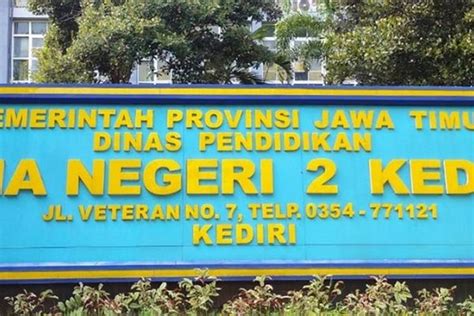 EMERINTAH PROVINSI JAWA TIMU
DINAS PENDIDIKAN
A NEGERI 2 KED
JL. VETERAN NO. 7, TELP. 0354 - 771121
KEDIRI